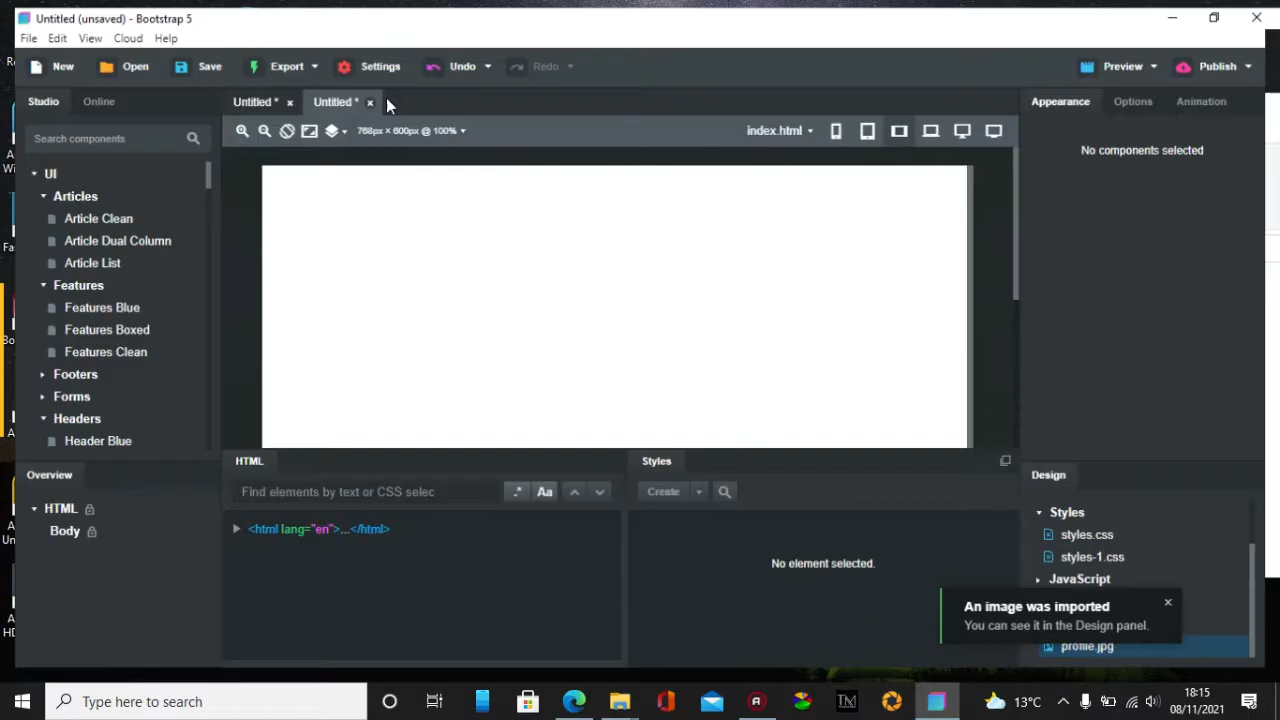 Untitled (unsaved) - Bootstrap 5
File Edit View Cloud Help
New Open Save Export Settings Undo Redo Preview Publish
Studio Online Untitled * Untitled * Appearance Options Animation
Search components 768px × 600px @ 100% index.html
No components selected
UI
Articles
Article Clean
Article Dual Column
Article List
Features
Features Blue
Features Boxed
Features Clean
Footers
Forms
Headers
Header Blue
HTML Styles
Overview Design
Find elements by text or CSS selec .* Aa Create
HTML
Body
<html lang="en">...</html>
No element selected.
Styles
styles.css
styles-1.css
JavaScript
An image was imported
You can see it in the Design panel.
profile.jpg
Type here to search 13°C 18:15
08/11/2021